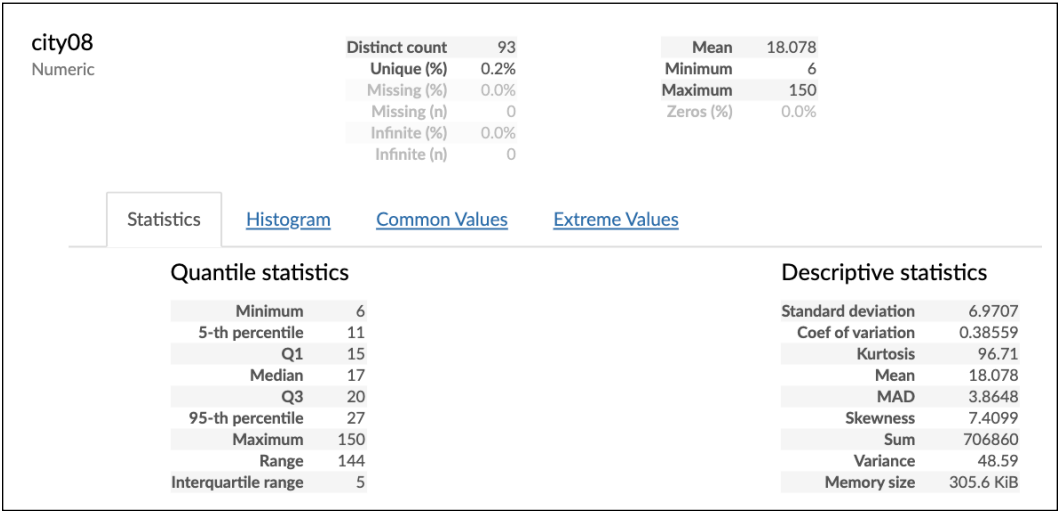 city08
Numeric
Distinct count 93
Unique (%) 0.2%
Missing (%) 0.0%
Missing (n) 0
Infinite (%) 0.0%
Infinite (n) 0
Mean 18.078
Minimum 6
Maximum 150
Zeros (%) 0.0%
Statistics Histogram Common Values Extreme Values
Quantile statistics
Minimum 6
5-th percentile 11
Q1 15
Median 17
Q3 20
95-th percentile 27
Maximum 150
Range 144
Interquartile range 5
Descriptive statistics
Standard deviation 6.9707
Coef of variation 0.38559
Kurtosis 96.71
Mean 18.078
MAD 3.8648
Skewness 7.4099
Sum 706860
Variance 48.59
Memory size 305.6 KiB